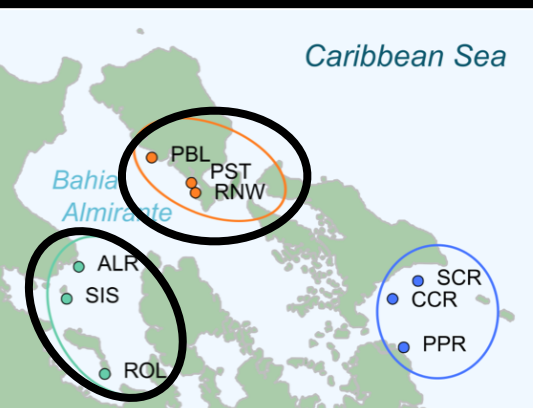 Caribbean Sea
PBL
PST
Bahia
RNW
Almirante
ALR
SCR
SIS
CCR
PPR
ROL